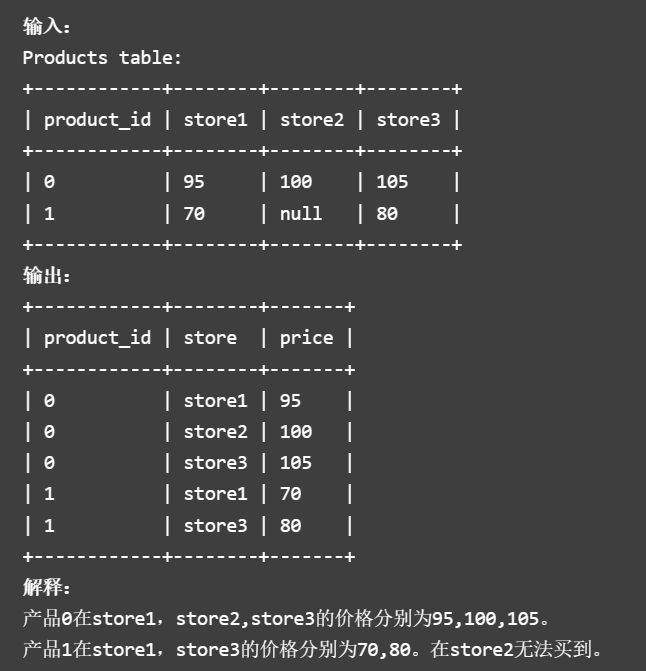 输入：
Products table:
+------------+--------+--------+--------+
| product_id | store1 | store2 | store3 |
+------------+--------+--------+--------+
| 0          | 95     | 100    | 105    |
| 1          | 70     | null   | 80     |
+------------+--------+--------+--------+
输出：
+------------+--------+-------+
| product_id | store  | price |
+------------+--------+-------+
| 0          | store1 | 95    |
| 0          | store2 | 100   |
| 0          | store3 | 105   |
| 1          | store1 | 70    |
| 1          | store3 | 80    |
+------------+--------+-------+
解释：
产品0在store1，store2,store3的价格分别为95,100,105。
产品1在store1，store3的价格分别为70,80。在store2无法买到。